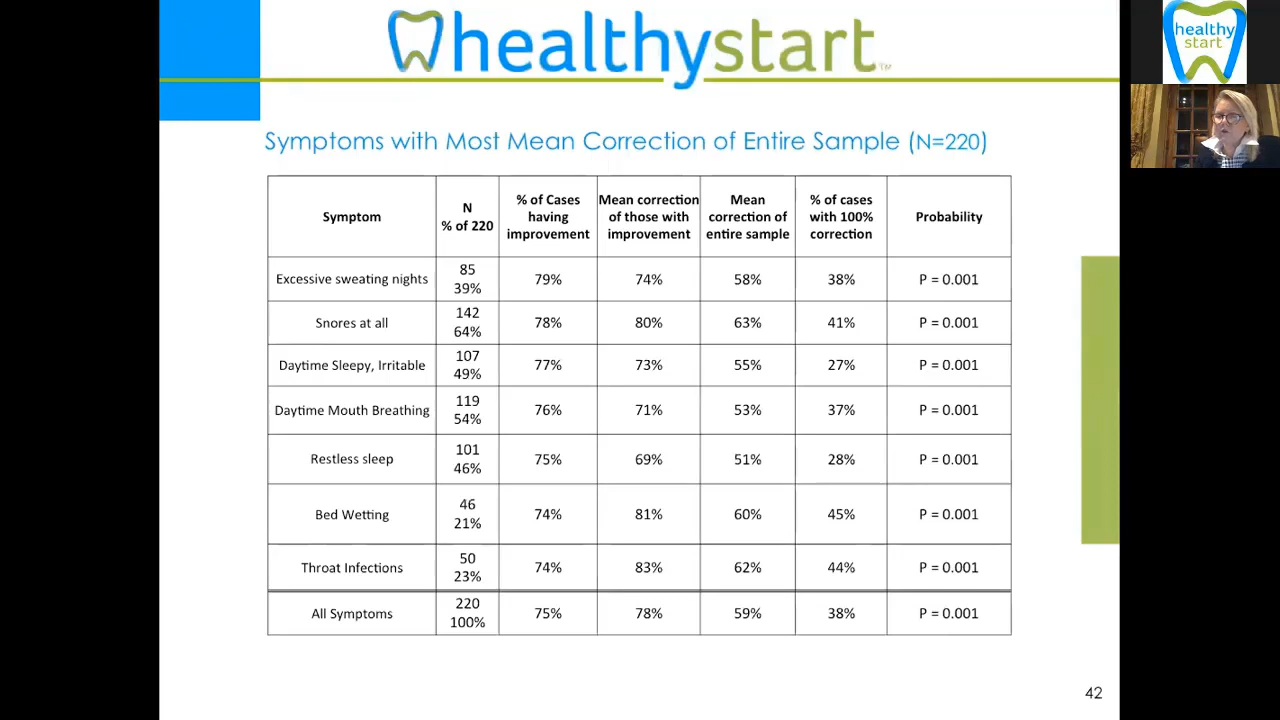 healthystart™
healthy
start
Symptoms with Most Mean Correction of Entire Sample (N=220)
Symptom
N
% of 220
% of Cases
having
improvement
Mean correction
of those with
improvement
Mean
correction of
entire sample
% of cases
with 100%
correction
Probability
Excessive sweating nights
85
39%
79%
74%
58%
38%
P = 0.001
Snores at all
142
64%
78%
80%
63%
41%
P = 0.001
Daytime Sleepy, Irritable
107
49%
77%
73%
55%
27%
P = 0.001
Daytime Mouth Breathing
119
54%
76%
71%
53%
37%
P = 0.001
Restless sleep
101
46%
75%
69%
51%
28%
P = 0.001
Bed Wetting
46
21%
74%
81%
60%
45%
P = 0.001
Throat Infections
50
23%
74%
83%
62%
44%
P = 0.001
All Symptoms
220
100%
75%
78%
59%
38%
P = 0.001
42